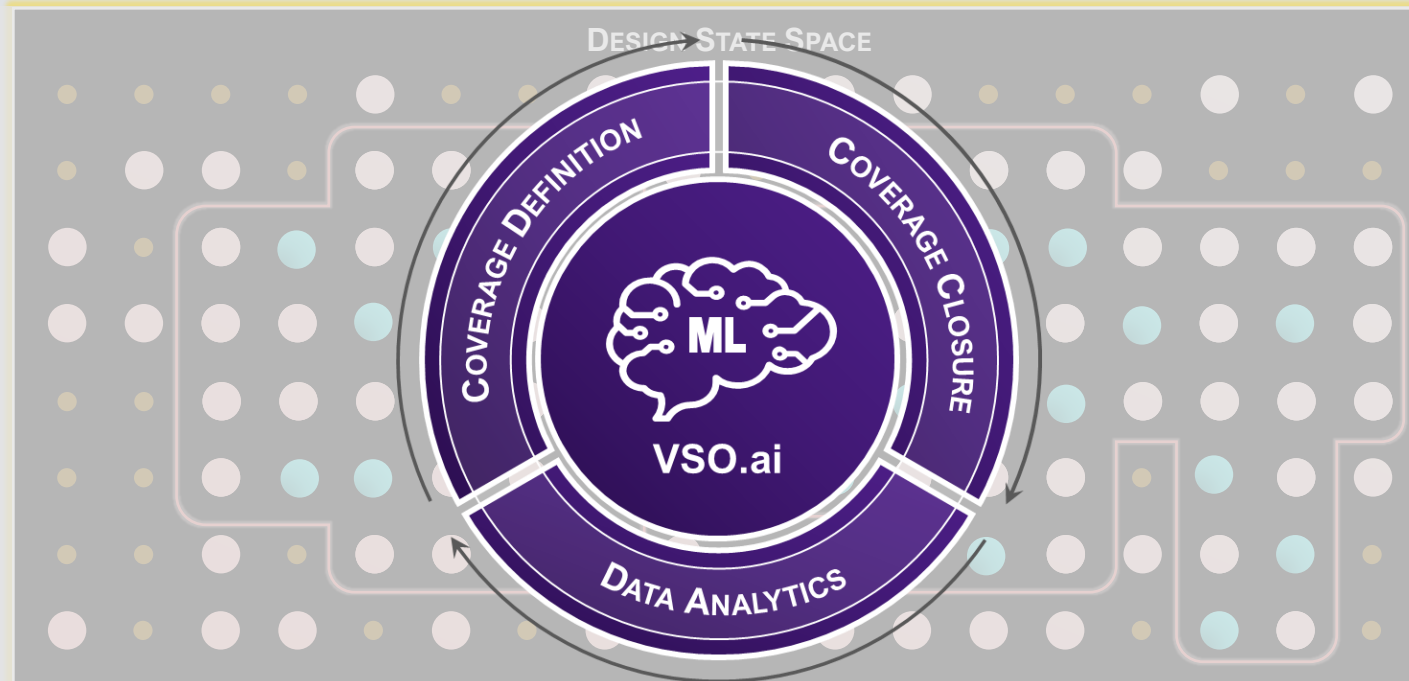 DESIGN STATE SPACE
COVERAGE DEFINITION
COVERAGE CLOSURE
ML
VSO.ai
DATA ANALYTICS